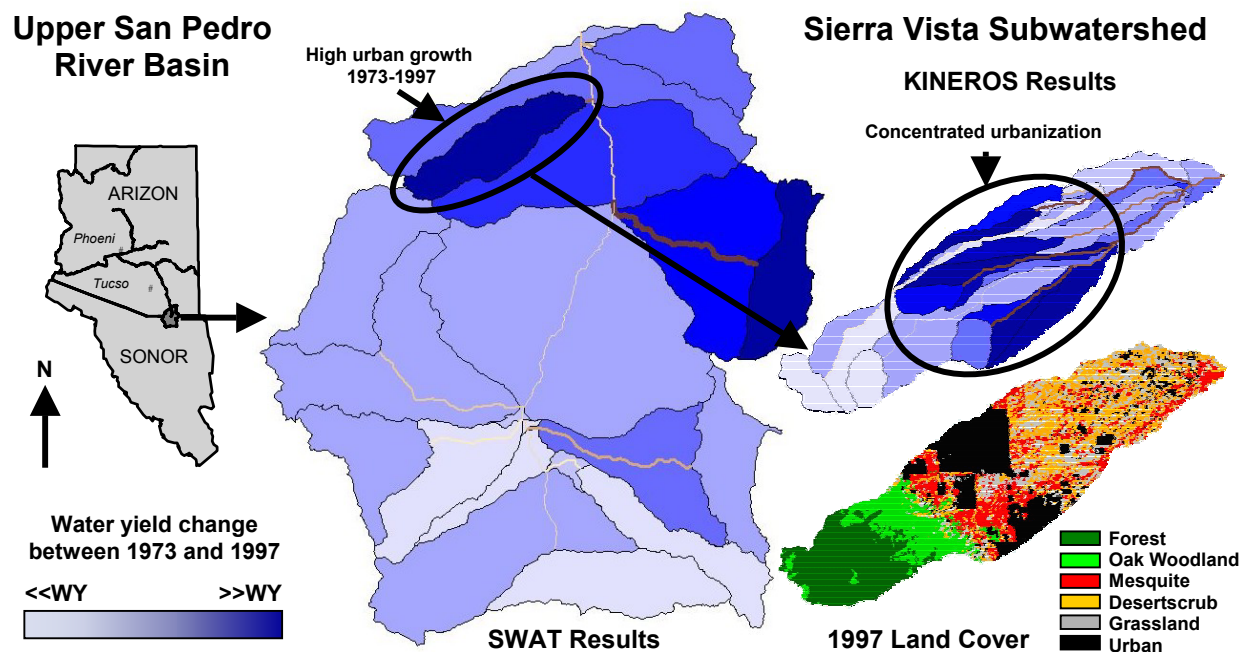 Upper San Pedro
River Basin
High urban growth
1973-1997
Sierra Vista Subwatershed
KINEROS Results
Concentrated urbanization
ARIZON
Phoeni
#
Tucso
#
SONOR
N
Water yield change
between 1973 and 1997
<<WY >>WY
SWAT Results
1997 Land Cover
Forest
Oak Woodland
Mesquite
Desertscrub
Grassland
Urban